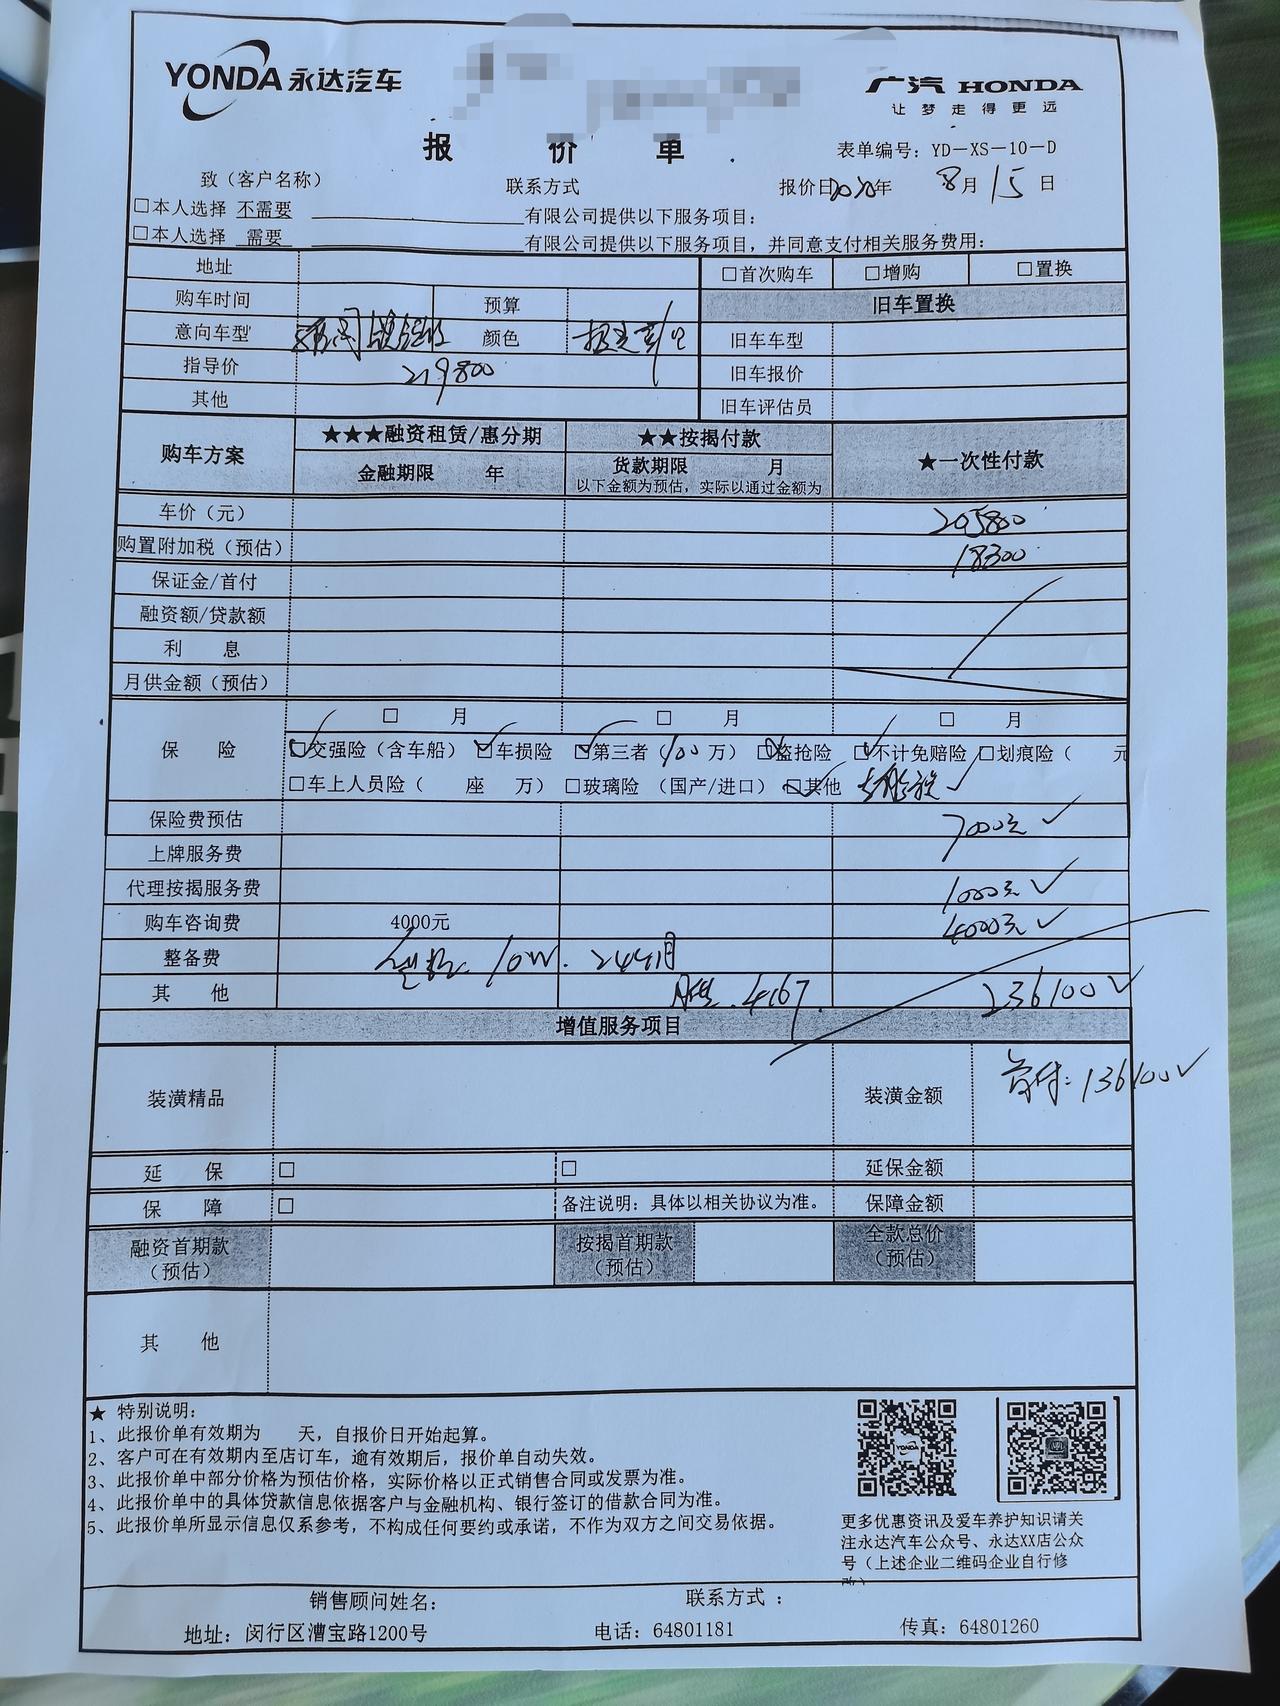 YONDA 永达汽车
广汽 HONDA
让梦走得更远
报 价 单
表单编号：YD-XS-10-D
致（客户名称） 联系方式 报价日2020年 8月15日
□本人选择 不需要 ＿＿＿＿有限公司提供以下服务项目：
□本人选择 需要 ＿＿＿＿有限公司提供以下服务项目，并同意支付相关服务费用：
地址 □首次购车 □增购 □置换
购车时间 预算 旧车置换
意向车型 颜色 旧车车型
指导价 219800 旧车报价
其他 旧车评估员
购车方案 ★★★融资租赁/惠分期 ★★按揭付款 ★一次性付款
金融期限 年 货款期限 月
以下金额为预估，实际以通过金额为
车价（元） 205800
购置附加税（预估） 18300
保证金/首付
融资额/贷款额
利 息
月供金额（预估）
□ 月 □ 月 □ 月
保 险 □交强险（含车船） □车损险 □第三者（100万） □盗抢险 □不计免赔险 □划痕险（ 元
□车上人员险（ 座 万） □玻璃险 （国产/进口） □其他
保险费预估 7000元
上牌服务费
代理按揭服务费 1000元
购车咨询费 4000元 4000元
整备费 10W. 24个月
其 他 月供.4167. 236100
增值服务项目
装潢精品 装潢金额 首付：136100
延 保 □ □ 延保金额
保 障 □ 备注说明：具体以相关协议为准。 保障金额
融资首期款 按揭首期款 全款总价
（预估） （预估） （预估）
其 他
★ 特别说明：
1、此报价单有效期为 天，自报价日开始起算。
2、客户可在有效期内至店订车，逾有效期后，报价单自动失效。
3、此报价单中部分价格为预估价格，实际价格以正式销售合同或发票为准。
4、此报价单中的具体贷款信息依据客户与金融机构、银行签订的借款合同为准。
5、此报价单所显示信息仅系参考，不构成任何要约或承诺，不作为双方之间交易依据。
YONDA
更多优惠资讯及爱车养护知识请关
注永达汽车公众号、永达XX店公众
号（上述企业二维码企业自行修
销售顾问姓名： 联系方式 ：
地址：闵行区漕宝路1200号 电话：64801181 传真：64801260